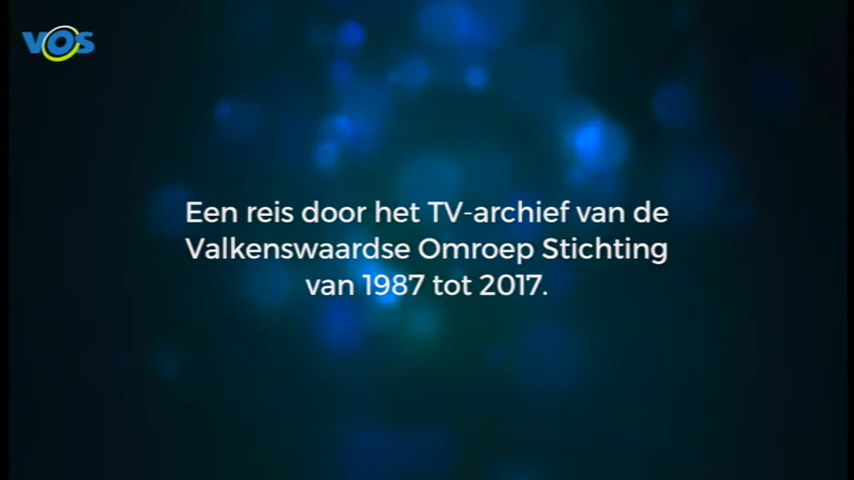 VOS
Een reis door het TV-archief van de
Valkenswaardse Omroep Stichting
van 1987 tot 2017.